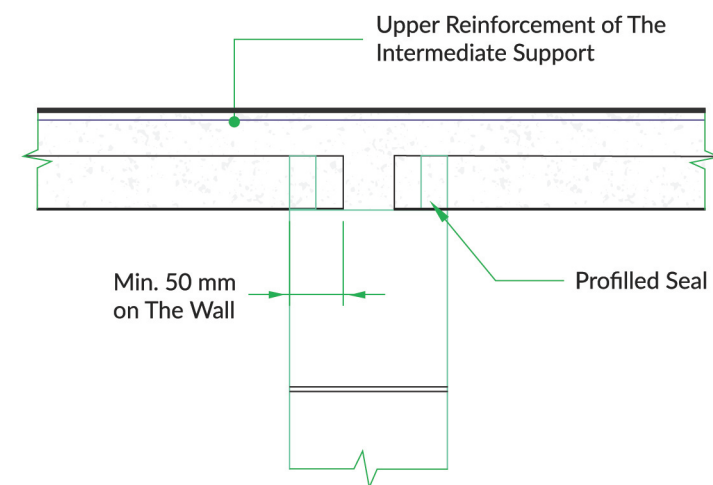 Upper Reinforcement of The
Intermediate Support
Min. 50 mm
on The Wall
Profilled Seal